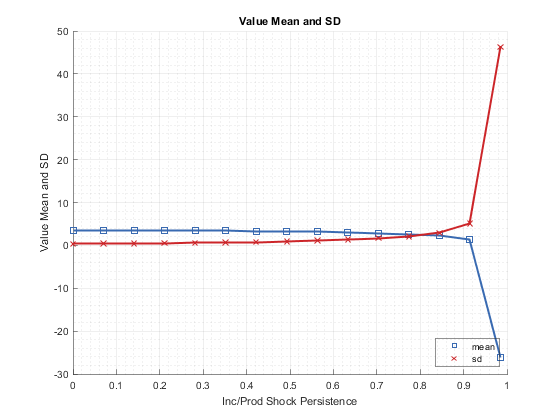 Value Mean and SD
Value Mean and SD
50
40
30
20
10
0
-10
-20
-30
0 0.1 0.2 0.3 0.4 0.5 0.6 0.7 0.8 0.9 1
Inc/Prod Shock Persistence
mean
sd